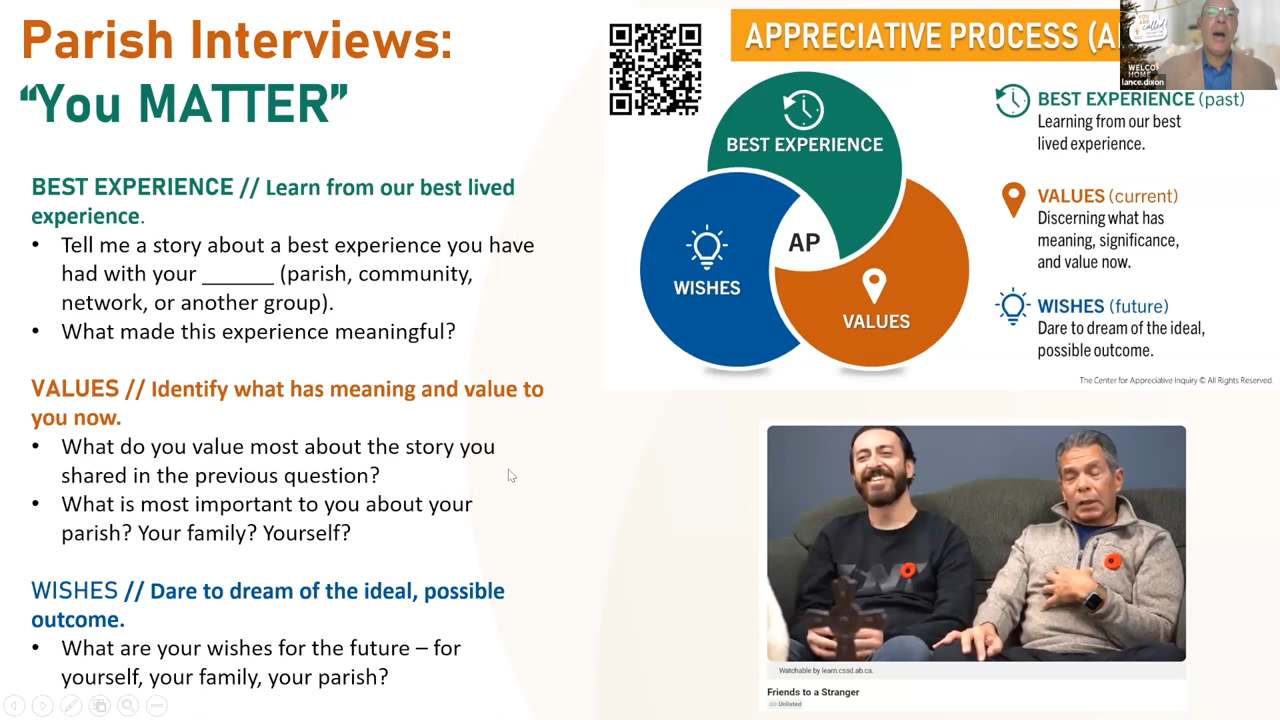 Parish Interviews:
“You MATTER”
BEST EXPERIENCE // Learn from our best lived
experience.
• Tell me a story about a best experience you have
had with your ______ (parish, community,
network, or another group).
• What made this experience meaningful?
VALUES // Identify what has meaning and value to
you now.
• What do you value most about the story you
shared in the previous question?
• What is most important to you about your
parish? Your family? Yourself?
WISHES // Dare to dream of the ideal, possible
outcome.
• What are your wishes for the future – for
yourself, your family, your parish?
APPRECIATIVE PROCESS (A
BEST EXPERIENCE
WISHES
AP
VALUES
BEST EXPERIENCE (past)
Learning from our best
lived experience.
VALUES (current)
Discerning what has
meaning, significance,
and value now.
WISHES (future)
Dare to dream of the ideal,
possible outcome.
The Center for Appreciative Inquiry © All Rights Reserved.
YOU ARE
called
WELCO
HOME
lance.dixon
Watchable by learn.cssd.ab.ca.
Friends to a Stranger
Unlisted